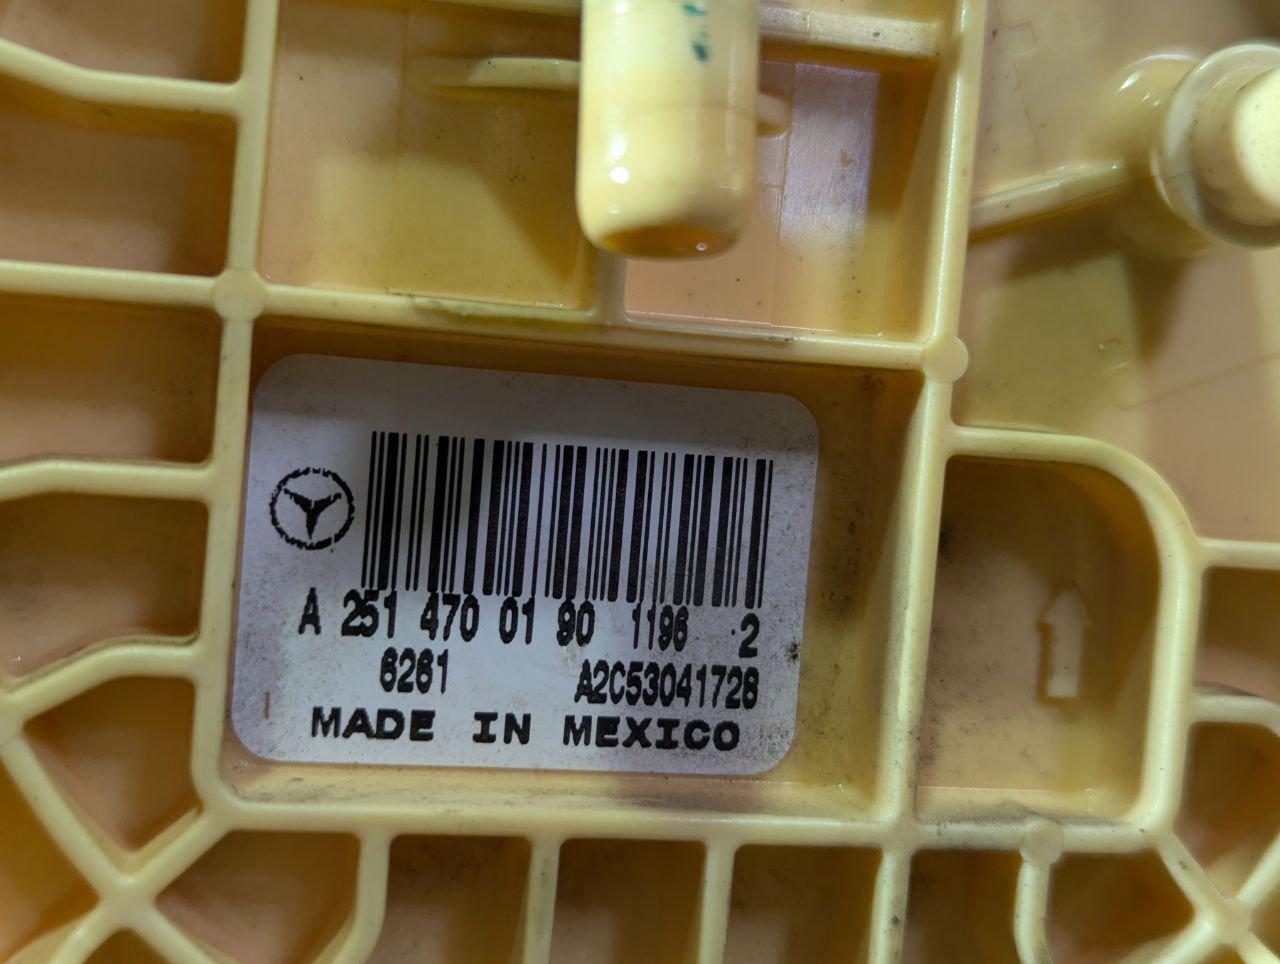 A 251 470 01 90 1196 2
6261 A2C53041728
MADE IN MEXICO